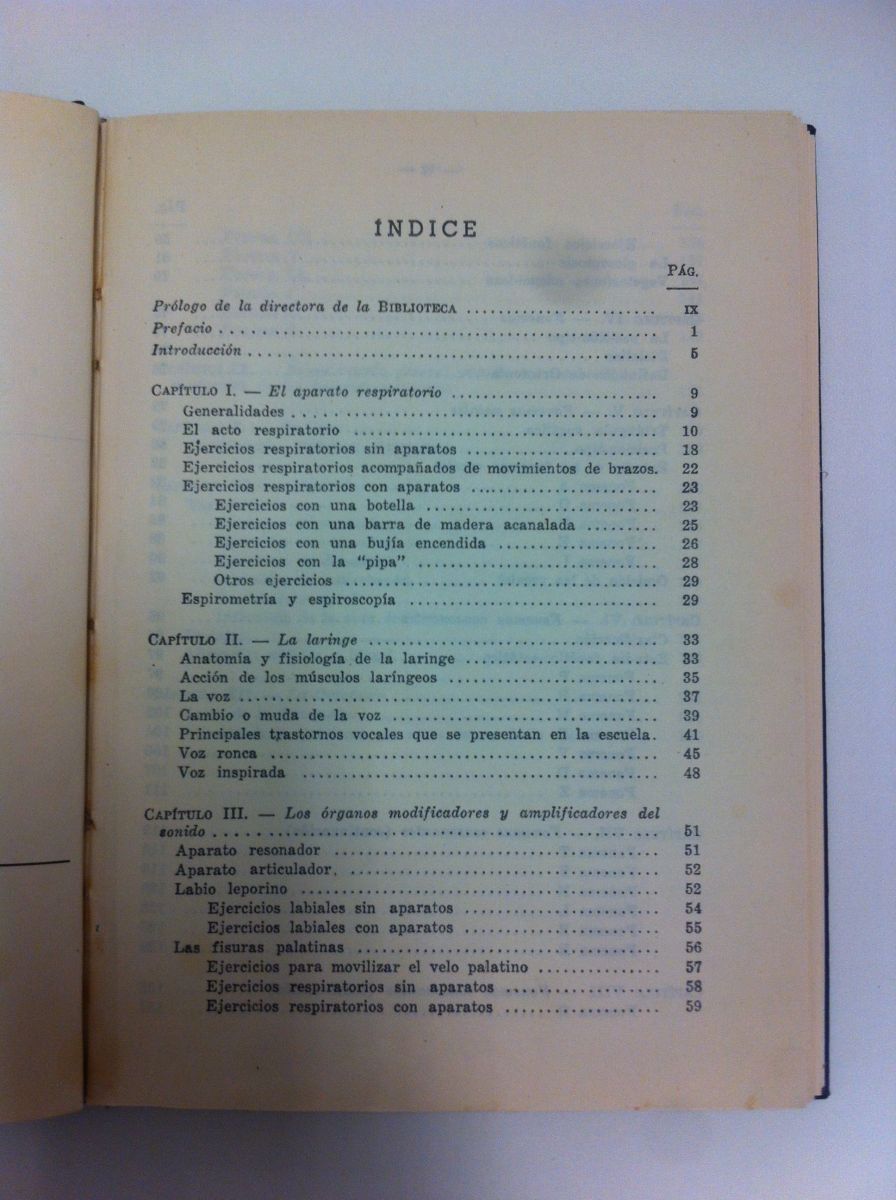 ÍNDICE
PÁG.
Prólogo de la directora de la BIBLIOTECA ........................ IX
Prefacio ................................................ 1
Introducción ............................................ 5
CAPÍTULO I. — El aparato respiratorio ........................... 9
Generalidades ........................................... 9
El acto respiratorio .................................... 10
Ejercicios respiratorios sin aparatos ........................ 18
Ejercicios respiratorios acompañados de movimientos de brazos. 22
Ejercicios respiratorios con aparatos ....................... 23
Ejercicios con una botella ............................. 23
Ejercicios con una barra de madera acanalada ......... 25
Ejercicios con una bujía encendida .................... 26
Ejercicios con la "pipa" ............................. 28
Otros ejercicios ..................................... 29
Espirometría y espiroscopía .............................. 29
CAPÍTULO II. — La laringe .................................... 33
Anatomía y fisiología de la laringe ........................ 33
Acción de los músculos laríngeos .......................... 35
La voz .................................................. 37
Cambio o muda de la voz ................................. 39
Principales trastornos vocales que se presentan en la escuela. 41
Voz ronca ............................................... 45
Voz inspirada ........................................... 48
CAPÍTULO III. — Los órganos modificadores y amplificadores del
sonido .................................................. 51
Aparato resonador ....................................... 51
Aparato articulador. .................................... 52
Labio leporino .......................................... 52
Ejercicios labiales sin aparatos ........................ 54
Ejercicios labiales con aparatos ........................ 55
Las fisuras palatinas .................................... 56
Ejercicios para movilizar el velo palatino .............. 57
Ejercicios respiratorios sin aparatos ................... 58
Ejercicios respiratorios con aparatos ................... 59